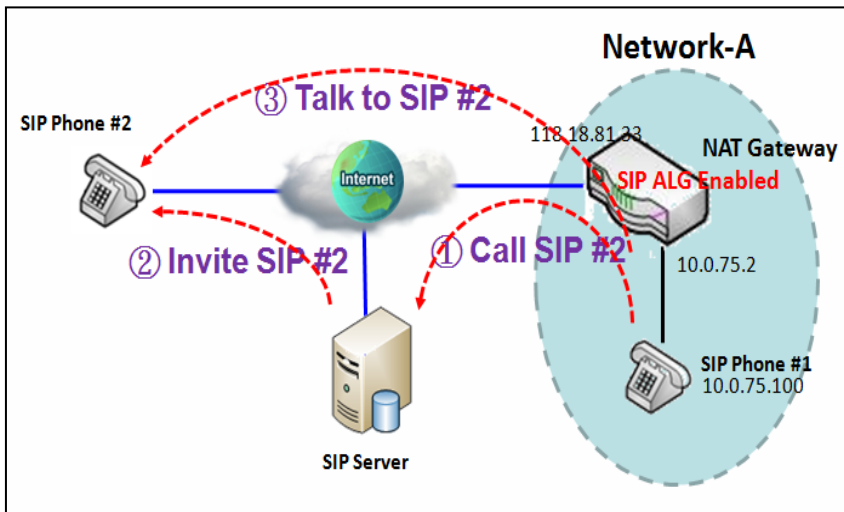 Network-A
③ Talk to SIP #2
SIP Phone #2
118.18.81.33
NAT Gateway
Internet
SIP ALG Enabled
② Invite SIP #2
① Call SIP #2
10.0.75.2
SIP Phone #1
10.0.75.100
SIP Server